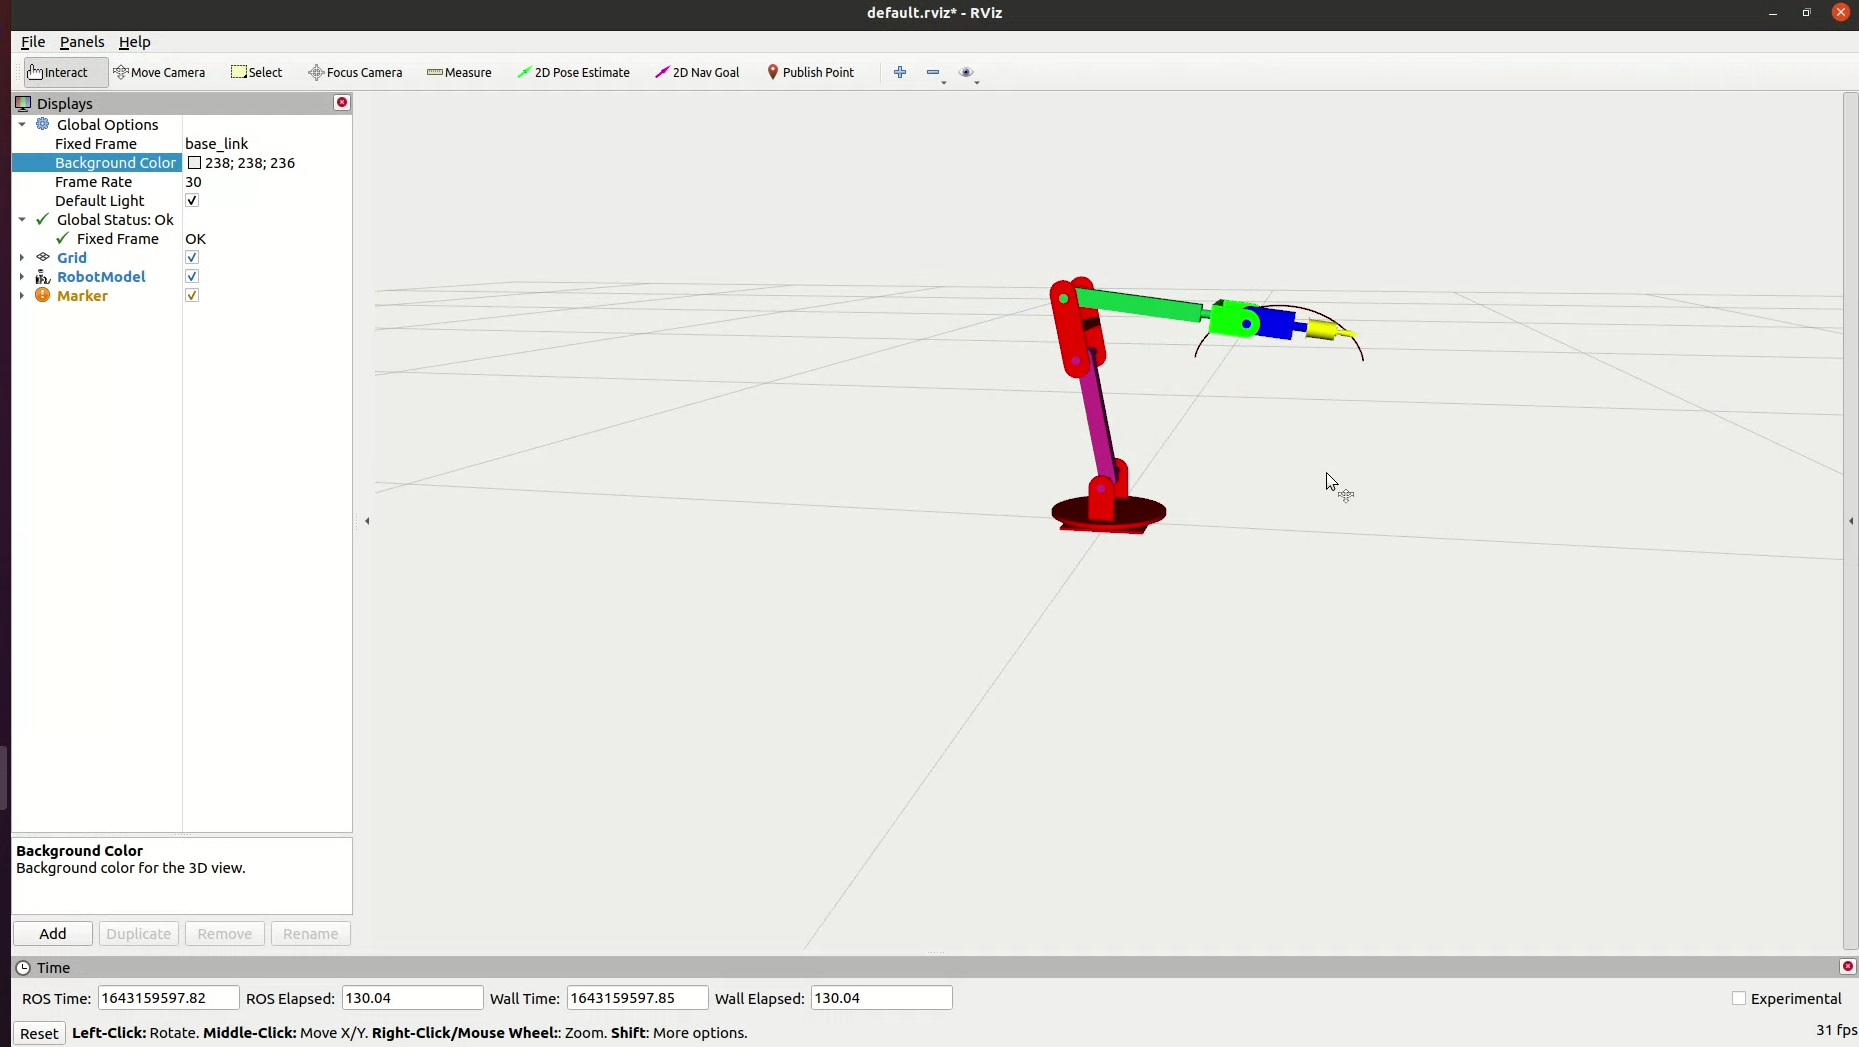 default.rviz* - RViz
File Panels Help
Interact Move Camera Select Focus Camera Measure 2D Pose Estimate 2D Nav Goal Publish Point
Displays
Global Options
Fixed Frame base_link
Background Color 238; 238; 236
Frame Rate 30
Default Light
Global Status: Ok
Fixed Frame OK
Grid
RobotModel
Marker
Background Color
Background color for the 3D view.
Add Duplicate Remove Rename
Time
ROS Time: 1643159597.82 ROS Elapsed: 130.04 Wall Time: 1643159597.85 Wall Elapsed: 130.04 Experimental
Reset Left-Click: Rotate. Middle-Click: Move X/Y. Right-Click/Mouse Wheel:: Zoom. Shift: More options. 31 fps